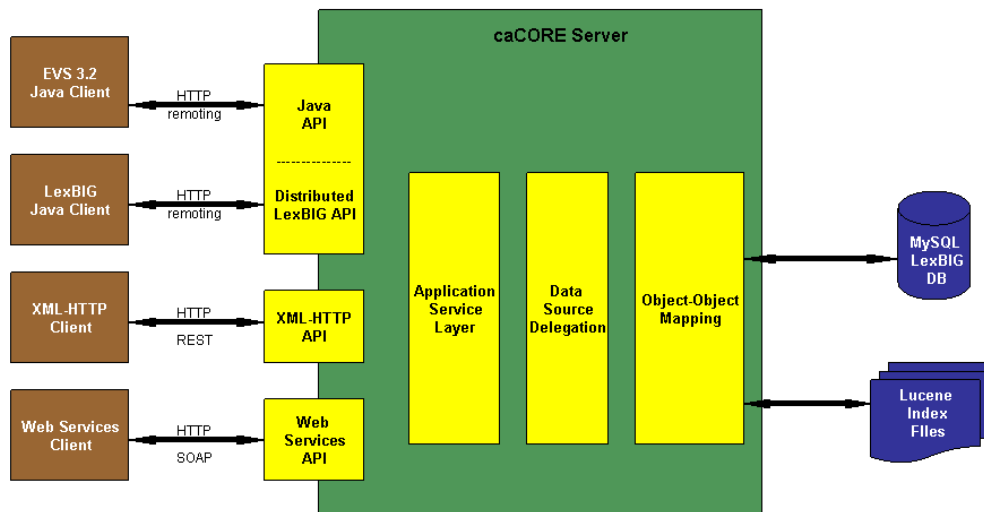 caCORE Server
EVS 3.2
Java Client
HTTP
remoting
Java
API
---------------
Distributed
LexBIG API
LexBIG
Java Client
HTTP
remoting
XML-HTTP
Client
HTTP
REST
XML-HTTP
API
Web Services
Client
HTTP
SOAP
Web
Services
API
Application
Service
Layer
Data
Source
Delegation
Object-Object
Mapping
MySQL
LexBIG
DB
Lucene
Index
FIles